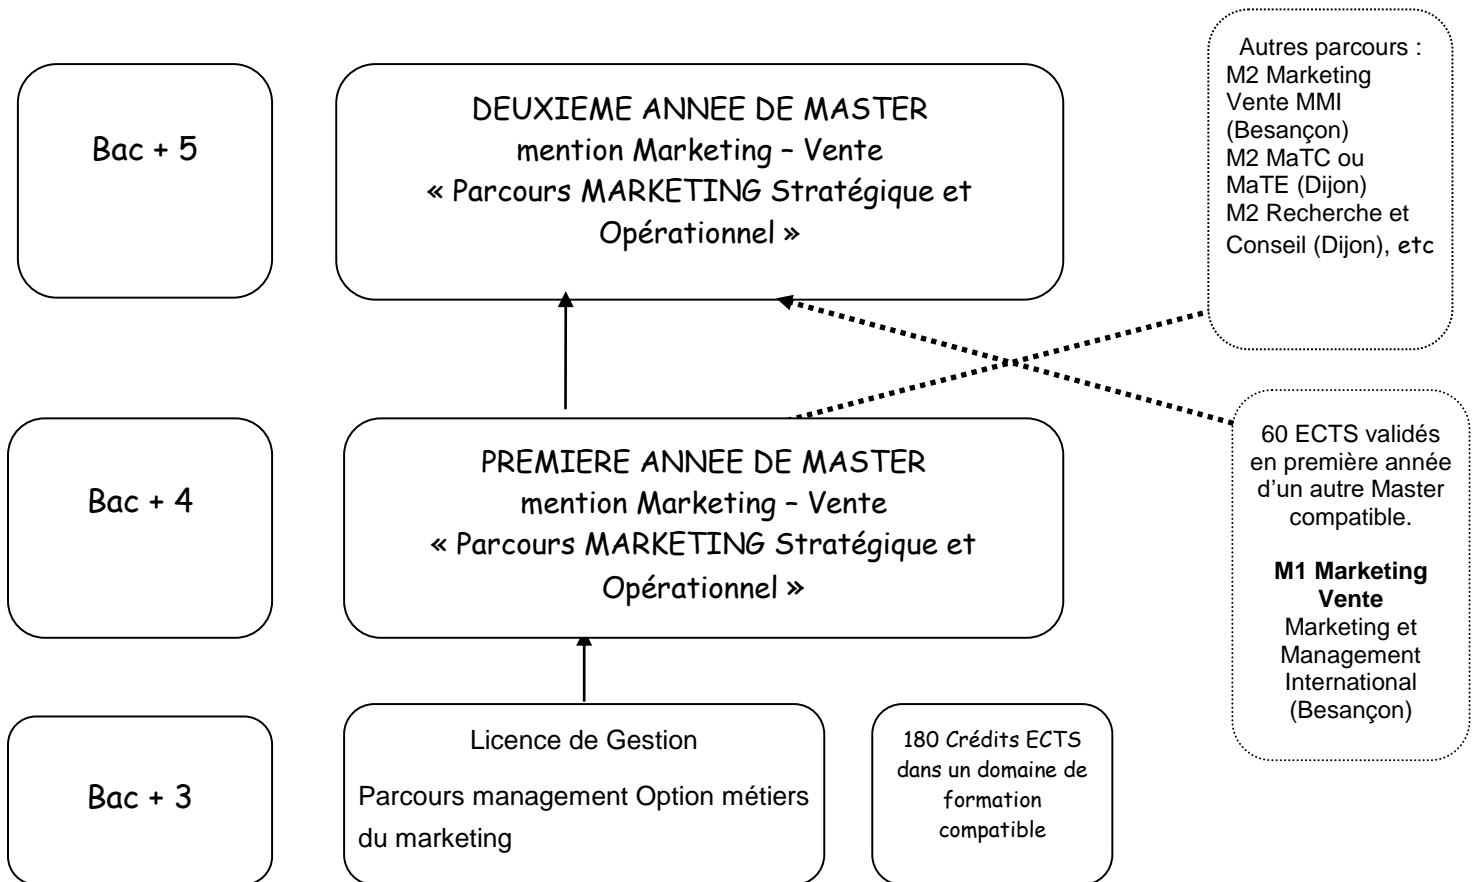 Bac + 5
DEUXIEME ANNEE DE MASTER
mention Marketing – Vente
« Parcours MARKETING Stratégique et
Opérationnel »
Autres parcours :
M2 Marketing
Vente MMI
(Besançon)
M2 MaTC ou
MaTE (Dijon)
M2 Recherche et
Conseil (Dijon), etc
Bac + 4
PREMIERE ANNEE DE MASTER
mention Marketing – Vente
« Parcours MARKETING Stratégique et
Opérationnel »
60 ECTS validés
en première année
d’un autre Master
compatible.
M1 Marketing
Vente
Marketing et
Management
International
(Besançon)
Bac + 3
Licence de Gestion
Parcours management Option métiers
du marketing
180 Crédits ECTS
dans un domaine de
formation
compatible